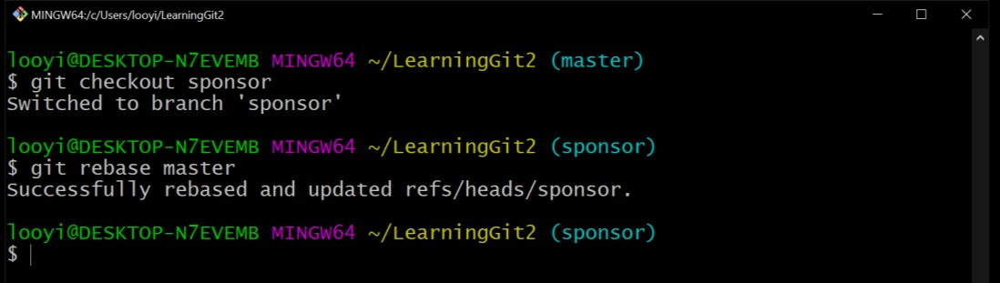 MINGW64:/c/Users/looyi/LearningGit2
looyi@DESKTOP-N7EVEMB MINGW64 ~/LearningGit2 (master)
$ git checkout sponsor
Switched to branch 'sponsor'
looyi@DESKTOP-N7EVEMB MINGW64 ~/LearningGit2 (sponsor)
$ git rebase master
Successfully rebased and updated refs/heads/sponsor.
looyi@DESKTOP-N7EVEMB MINGW64 ~/LearningGit2 (sponsor)
$